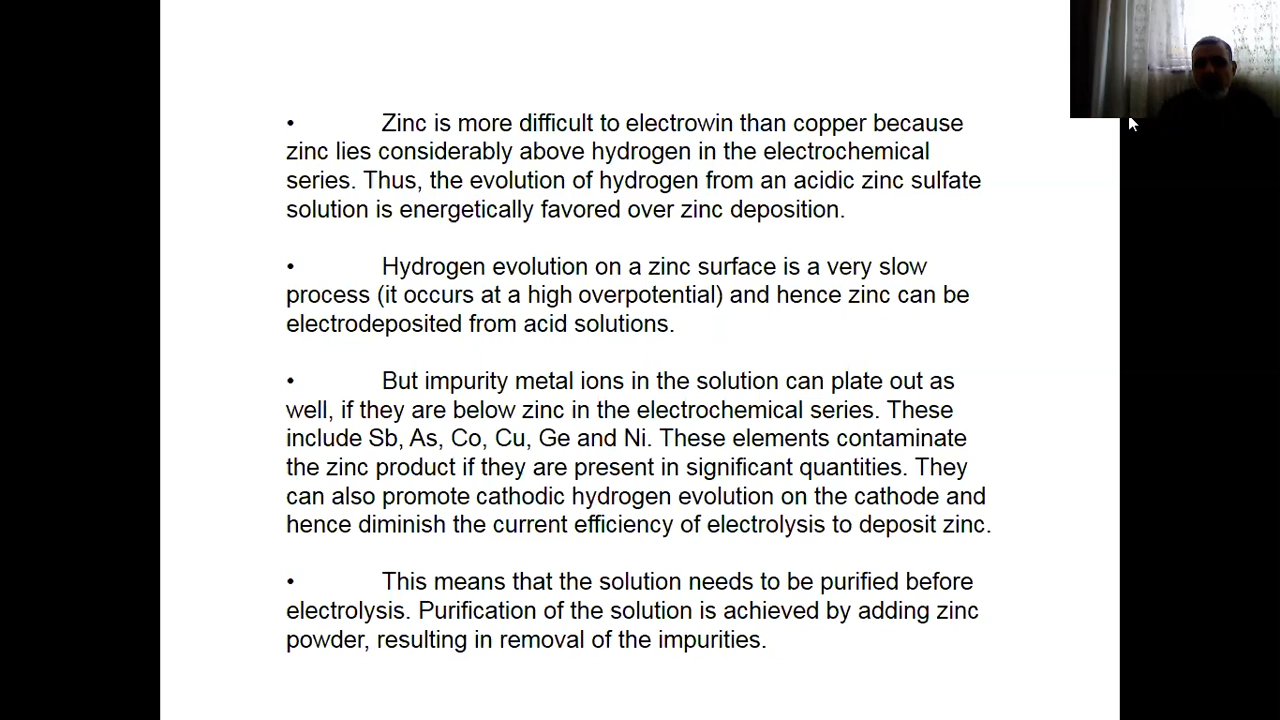 • Zinc is more difficult to electrowin than copper because
zinc lies considerably above hydrogen in the electrochemical
series. Thus, the evolution of hydrogen from an acidic zinc sulfate
solution is energetically favored over zinc deposition.
• Hydrogen evolution on a zinc surface is a very slow
process (it occurs at a high overpotential) and hence zinc can be
electrodeposited from acid solutions.
• But impurity metal ions in the solution can plate out as
well, if they are below zinc in the electrochemical series. These
include Sb, As, Co, Cu, Ge and Ni. These elements contaminate
the zinc product if they are present in significant quantities. They
can also promote cathodic hydrogen evolution on the cathode and
hence diminish the current efficiency of electrolysis to deposit zinc.
• This means that the solution needs to be purified before
electrolysis. Purification of the solution is achieved by adding zinc
powder, resulting in removal of the impurities.